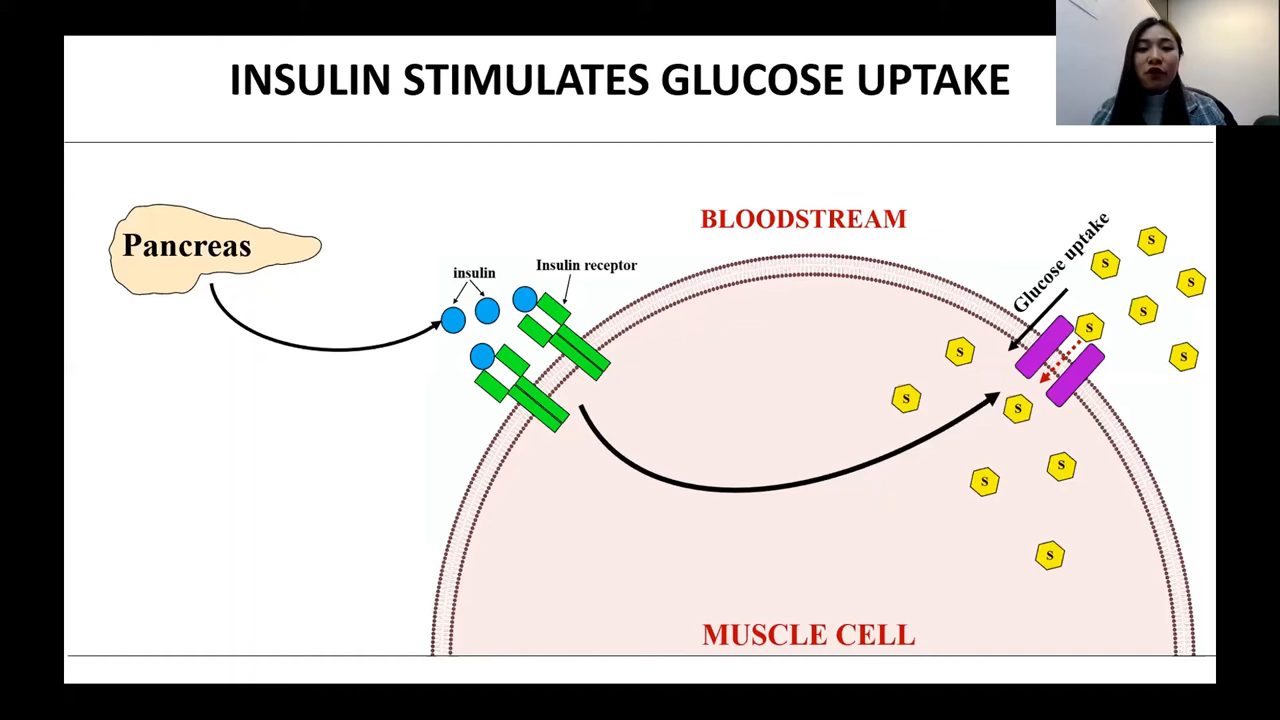 INSULIN STIMULATES GLUCOSE UPTAKE
BLOODSTREAM
Pancreas
insulin
Insulin receptor
Glucose uptake
S
S
S
S
S
S
S
S
S
S
S
S
MUSCLE CELL